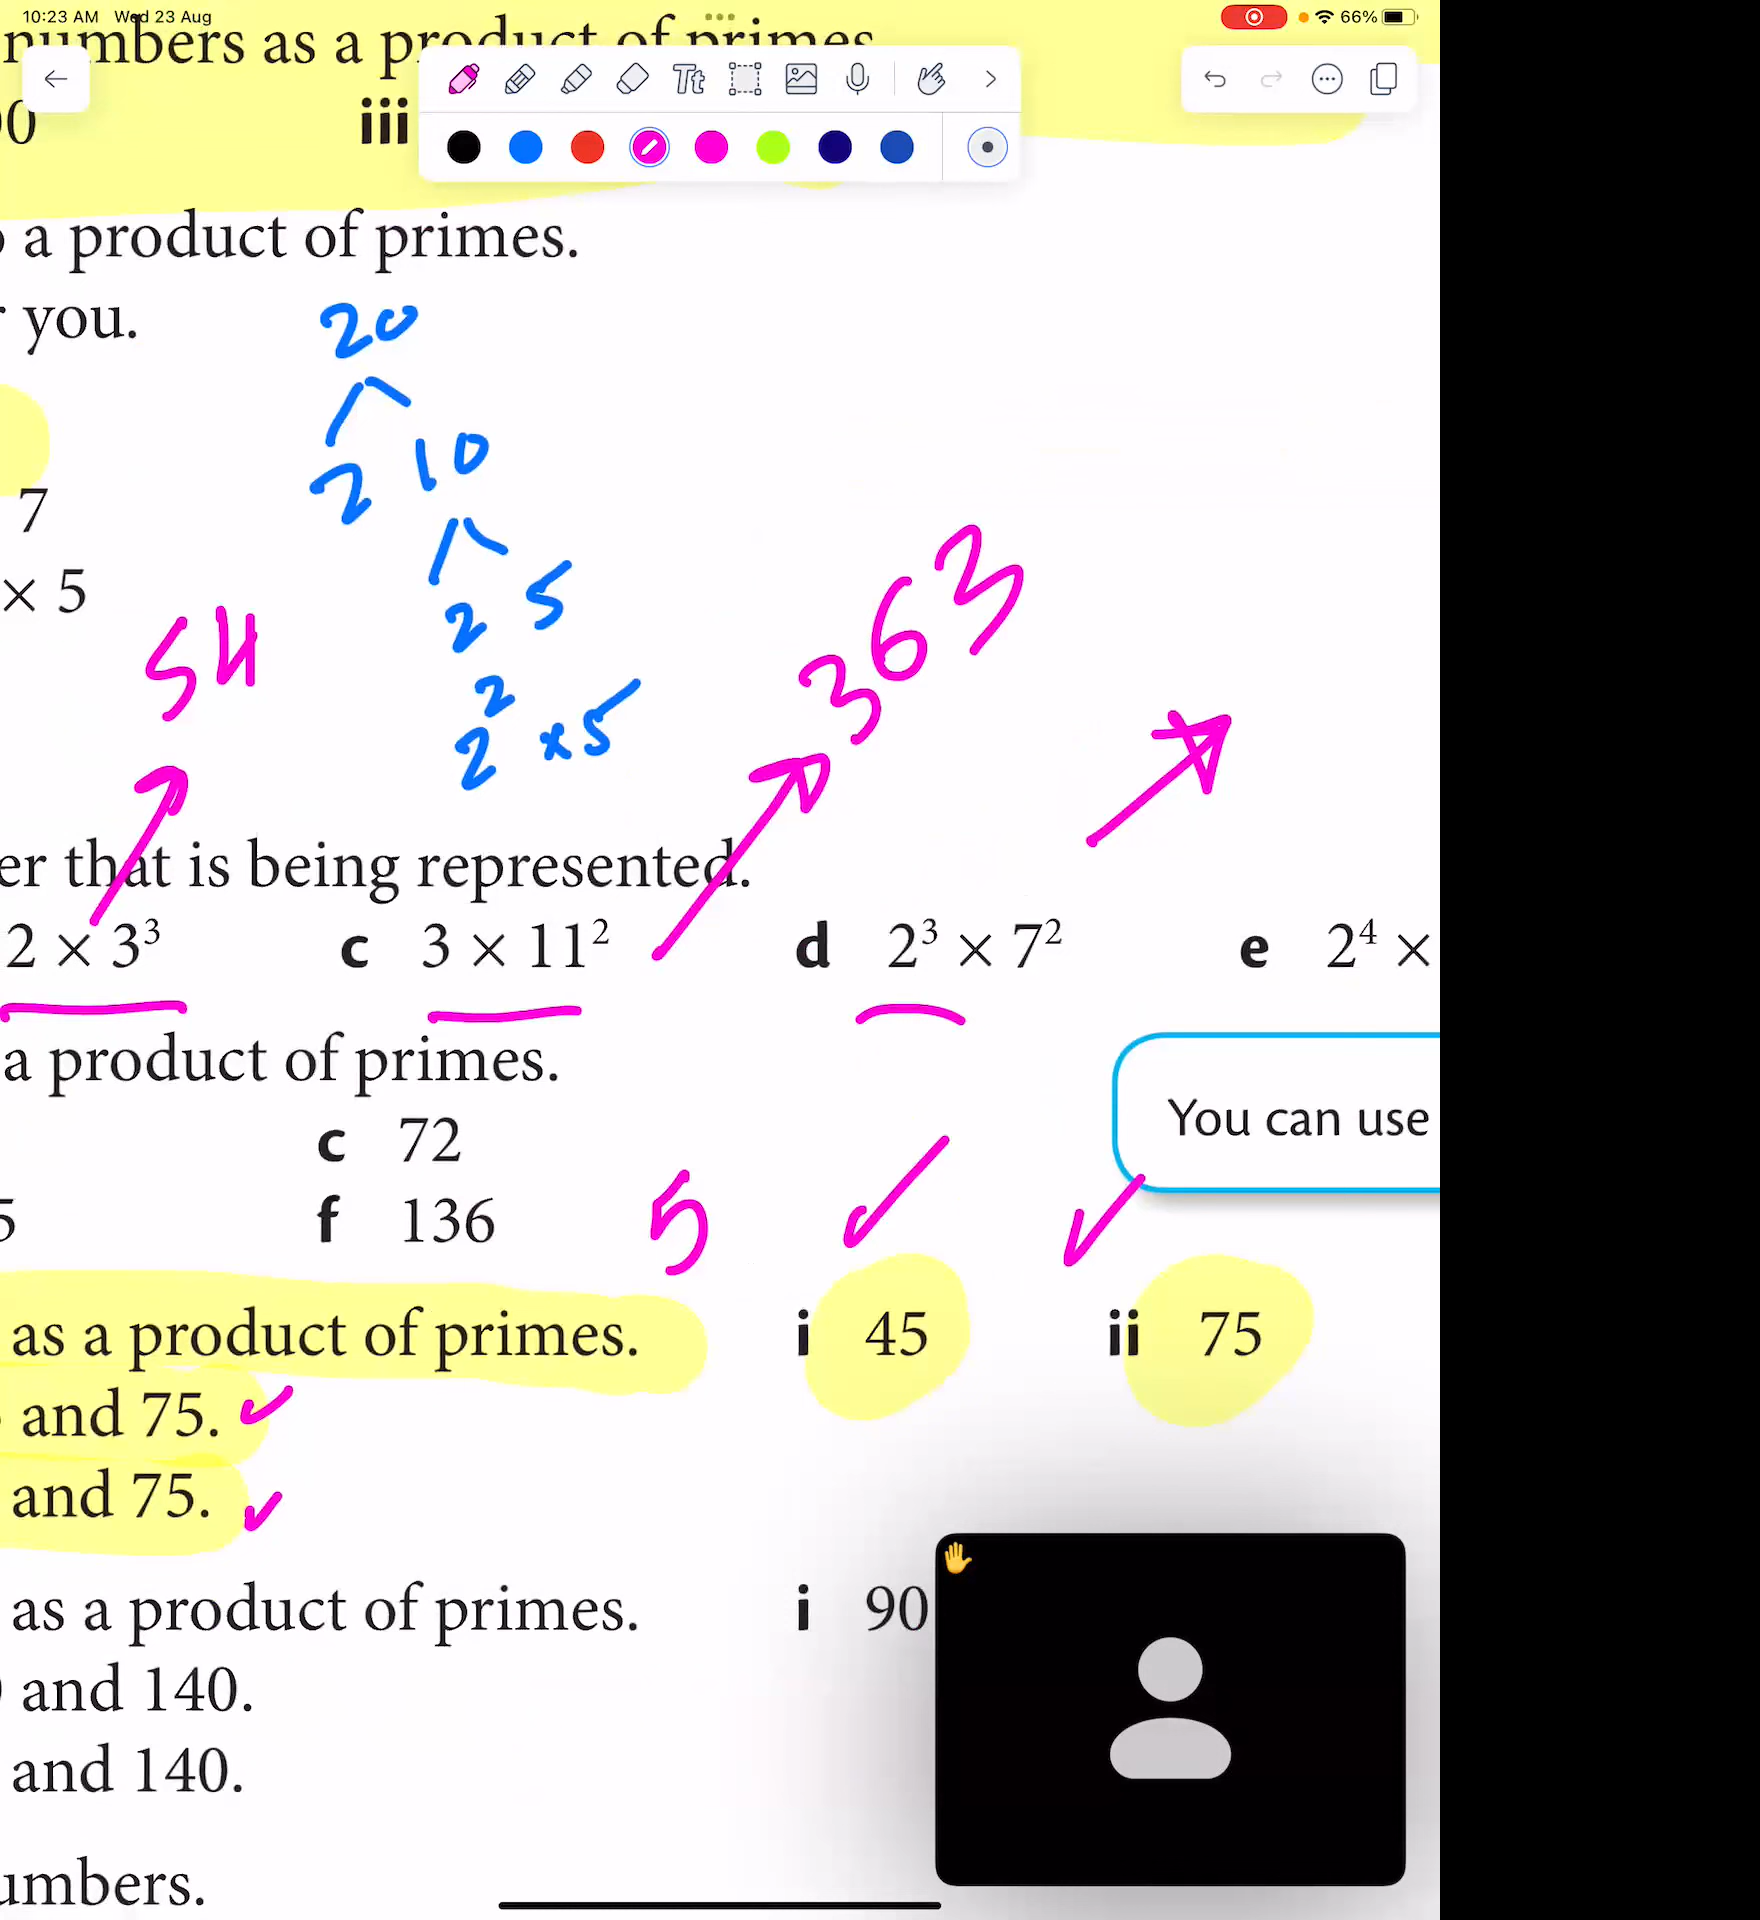 10:23 AM Wed 23 Aug
66%
numbers as a product of primes
0 iii
Tt
a product of primes.
you.
20
2 10
7
× 5
2 5
54
363
2² × 5
er that is being represented.
2 × 3³ c 3 × 11² d 2³ × 7² e 2⁴ ×
a product of primes.
You can use
c 72
5 f 136
5
as a product of primes. i 45 ii 75
and 75.
and 75.
as a product of primes. i 90
and 140.
and 140.
umbers.